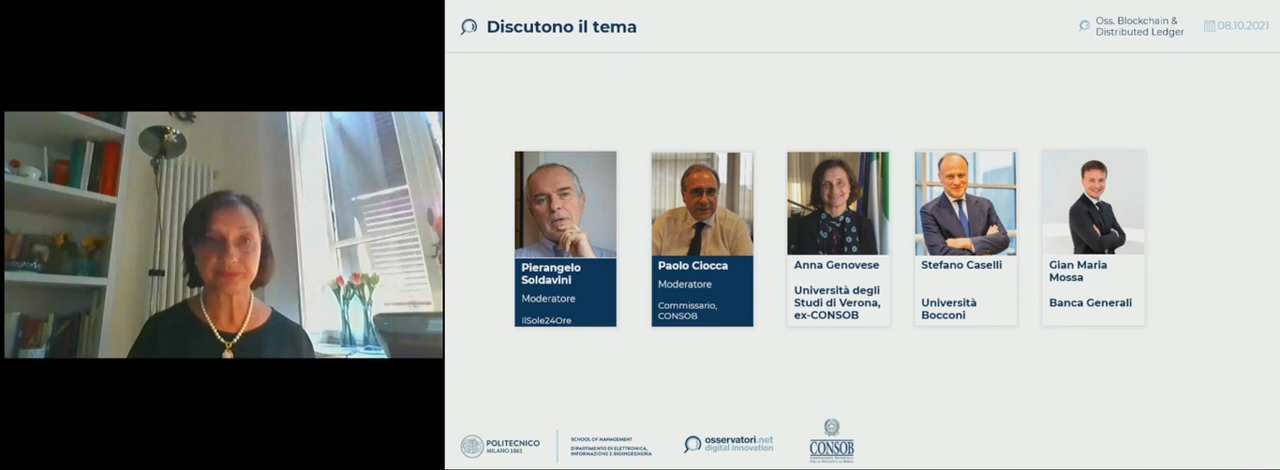 Discutono il tema
Oss. Blockchain &
Distributed Ledger
08.10.2021
Pierangelo
Soldavini
Moderatore
IlSole24Ore
Paolo Ciocca
Moderatore
Commissario,
CONSOB
Anna Genovese
Università degli
Studi di Verona,
ex-CONSOB
Stefano Caselli
Università
Bocconi
Gian Maria
Mossa
Banca Generali
POLITECNICO
MILANO 1863
SCHOOL OF MANAGEMENT
DIPARTIMENTO DI ELETTRONICA,
INFORMAZIONE E BIOINGEGNERIA
osservatori.net
digital innovation
CONSOB